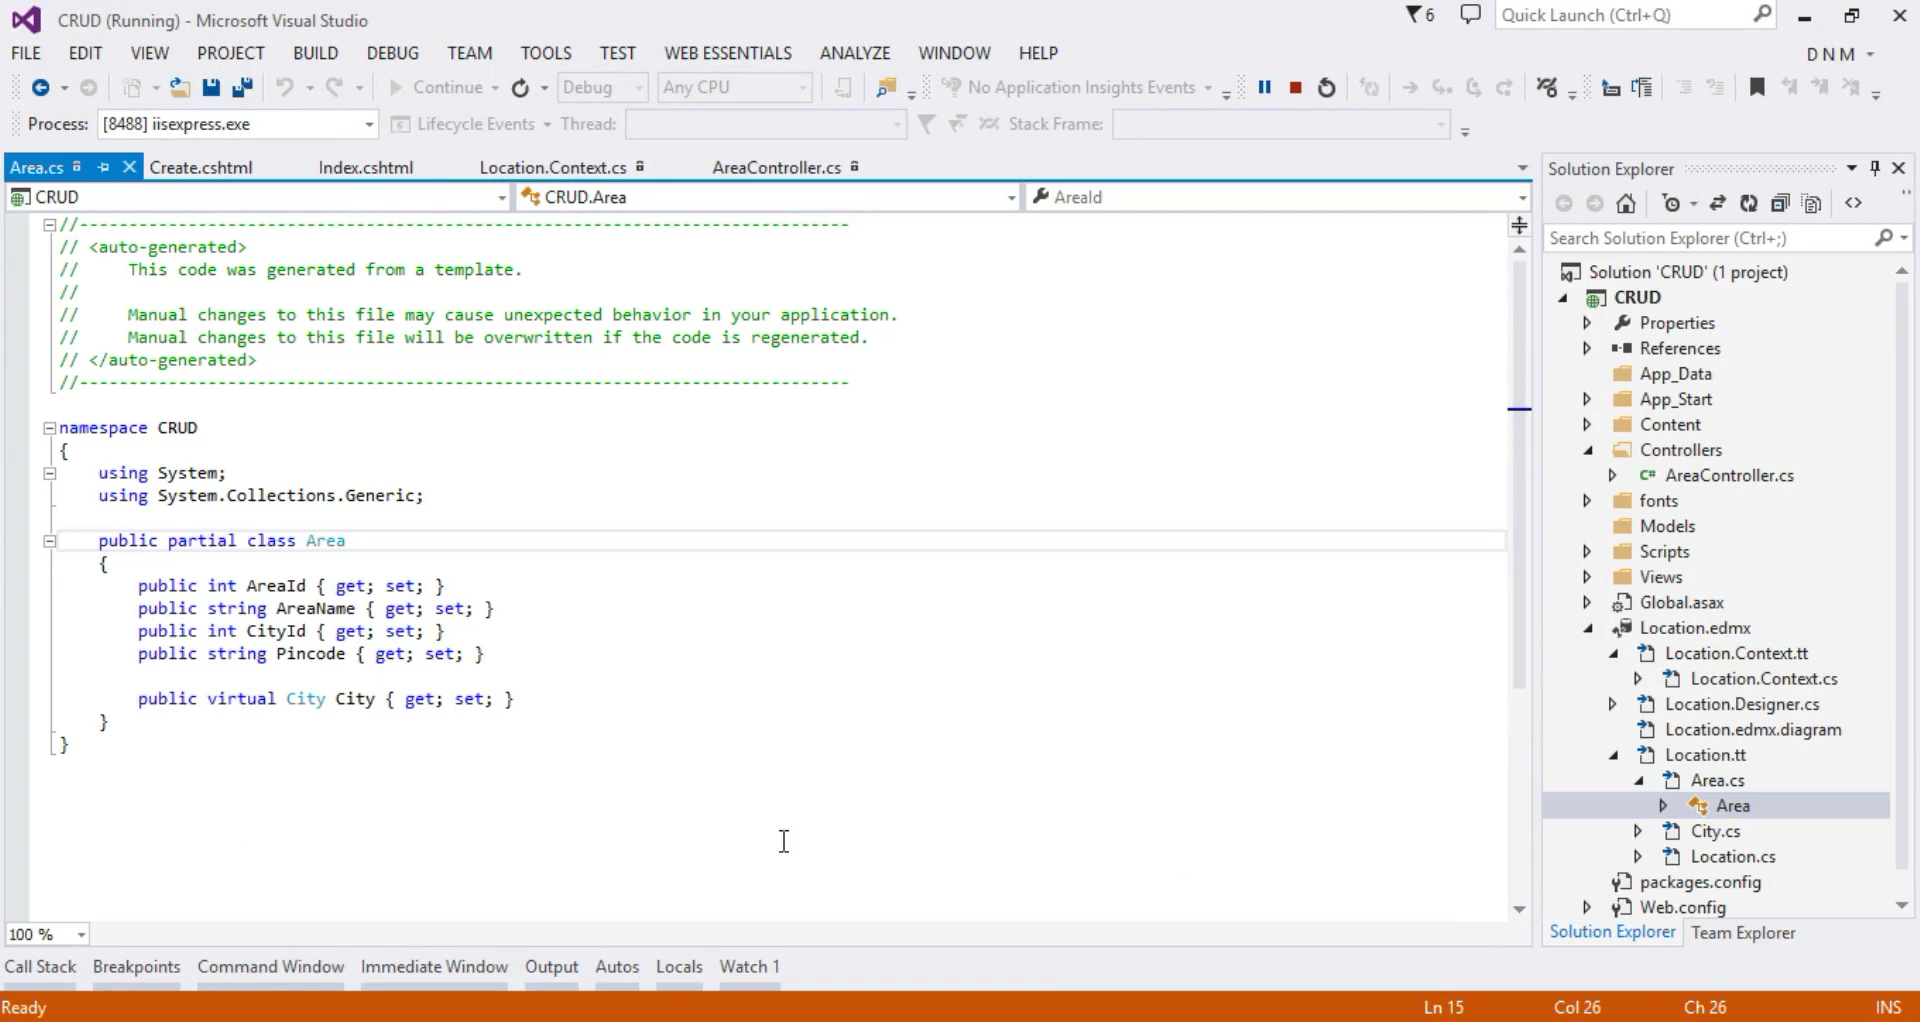 CRUD (Running) - Microsoft Visual Studio
6
Quick Launch (Ctrl+Q)
FILE EDIT VIEW PROJECT BUILD DEBUG TEAM TOOLS TEST WEB ESSENTIALS ANALYZE WINDOW HELP
D N M
Continue Debug Any CPU No Application Insights Events
Process: [8488] iisexpress.exe Lifecycle Events Thread: Stack Frame:
Area.cs Create.cshtml Index.cshtml Location.Context.cs AreaController.cs
CRUD CRUD.Area AreaId
//------------------------------------------------------------------------------
// <auto-generated>
//     This code was generated from a template.
//
//     Manual changes to this file may cause unexpected behavior in your application.
//     Manual changes to this file will be overwritten if the code is regenerated.
// </auto-generated>
//------------------------------------------------------------------------------
namespace CRUD
{
using System;
using System.Collections.Generic;
public partial class Area
{
public int AreaId { get; set; }
public string AreaName { get; set; }
public int CityId { get; set; }
public string Pincode { get; set; }
public virtual City City { get; set; }
}
}
100 %
Solution Explorer
Search Solution Explorer (Ctrl+;)
Solution 'CRUD' (1 project)
CRUD
Properties
References
App_Data
App_Start
Content
Controllers
C# AreaController.cs
fonts
Models
Scripts
Views
Global.asax
Location.edmx
Location.Context.tt
Location.Context.cs
Location.Designer.cs
Location.edmx.diagram
Location.tt
Area.cs
Area
City.cs
Location.cs
packages.config
Web.config
Solution Explorer Team Explorer
Call Stack Breakpoints Command Window Immediate Window Output Autos Locals Watch 1
Ready Ln 15 Col 26 Ch 26 INS